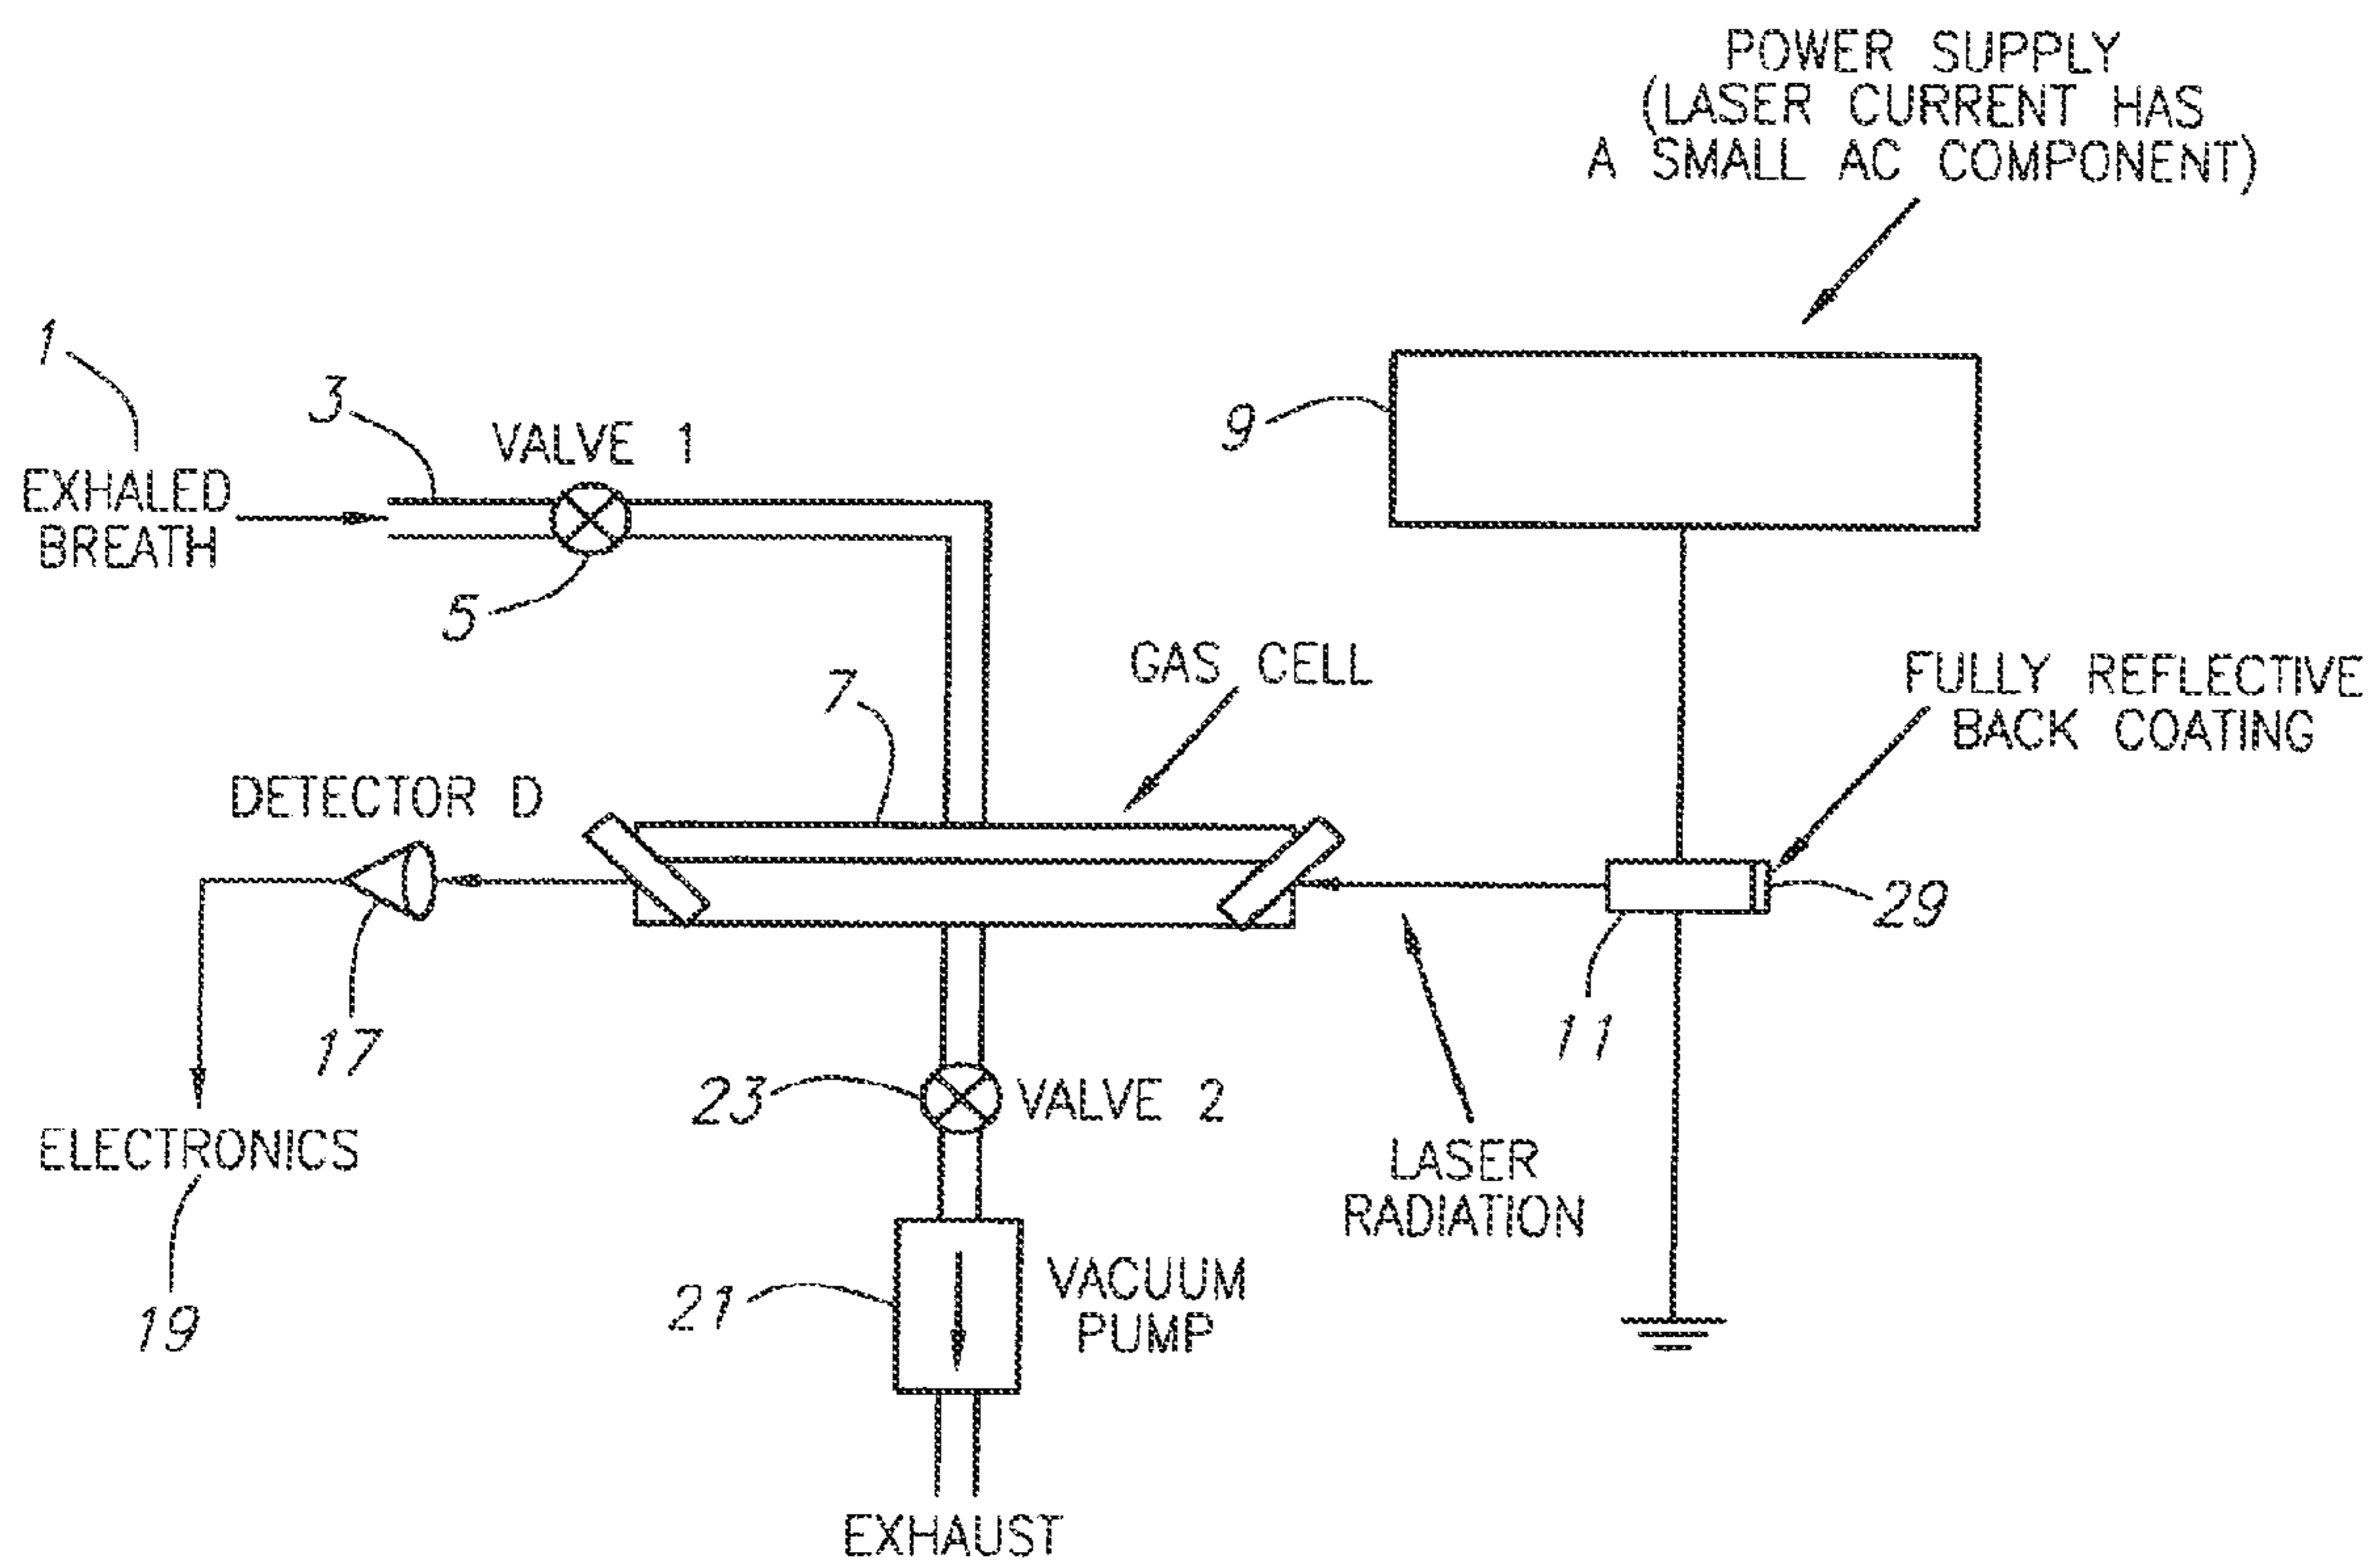 POWER SUPPLY
(LASER CURRENT HAS
A SMALL AC COMPONENT)
1
3
VALVE 1
9
EXHALED
BREATH
5
GAS CELL
FULLY REFLECTIVE
BACK COATING
7
DETECTOR D
29
17
11
23
VALVE 2
ELECTRONICS
LASER
RADIATION
21
VACUUM
PUMP
19
EXHAUST